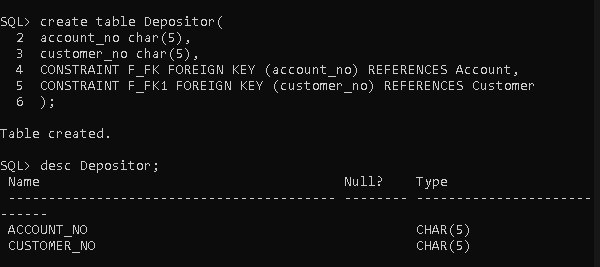 SQL> create table Depositor(
  2  account_no char(5),
  3  customer_no char(5),
  4  CONSTRAINT F_FK FOREIGN KEY (account_no) REFERENCES Account,
  5  CONSTRAINT F_FK1 FOREIGN KEY (customer_no) REFERENCES Customer
  6  );
Table created.
SQL> desc Depositor;
 Name                                      Null?    Type
 ----------------------------------------- -------- ----------------------
------
 ACCOUNT_NO                                         CHAR(5)
 CUSTOMER_NO                                        CHAR(5)